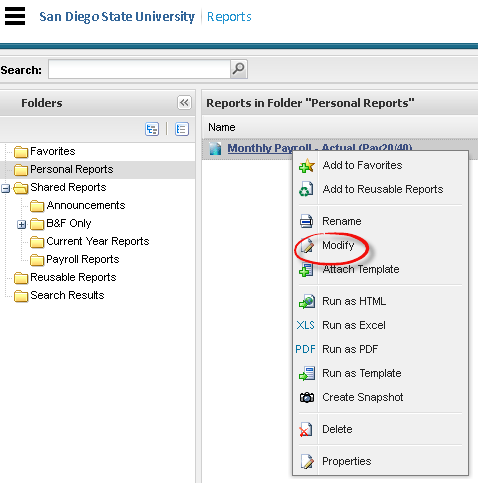 San Diego State University | Reports
Search:
Folders
Reports in Folder "Personal Reports"
Name
Favorites
Personal Reports
Shared Reports
Announcements
B&F Only
Current Year Reports
Payroll Reports
Reusable Reports
Search Results
Monthly Payroll - Actual (Pay20/40)
Add to Favorites
Add to Reusable Reports
Rename
Modify
Attach Template
Run as HTML
XLS Run as Excel
PDF Run as PDF
Run as Template
Create Snapshot
Delete
Properties